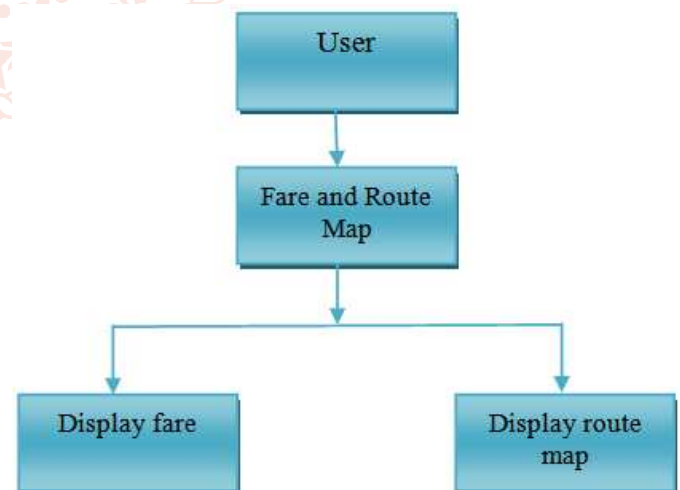 User
Fare and Route
Map
Display fare
Display route
map